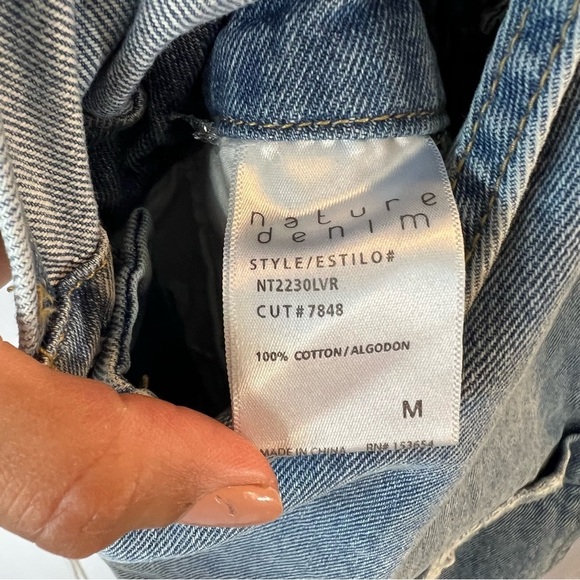 nature
denim
STYLE/ESTILO#
NT2230LVR
CUT#7848
100% COTTON/ALGODON
M
MADE IN CHINA RN# 153654